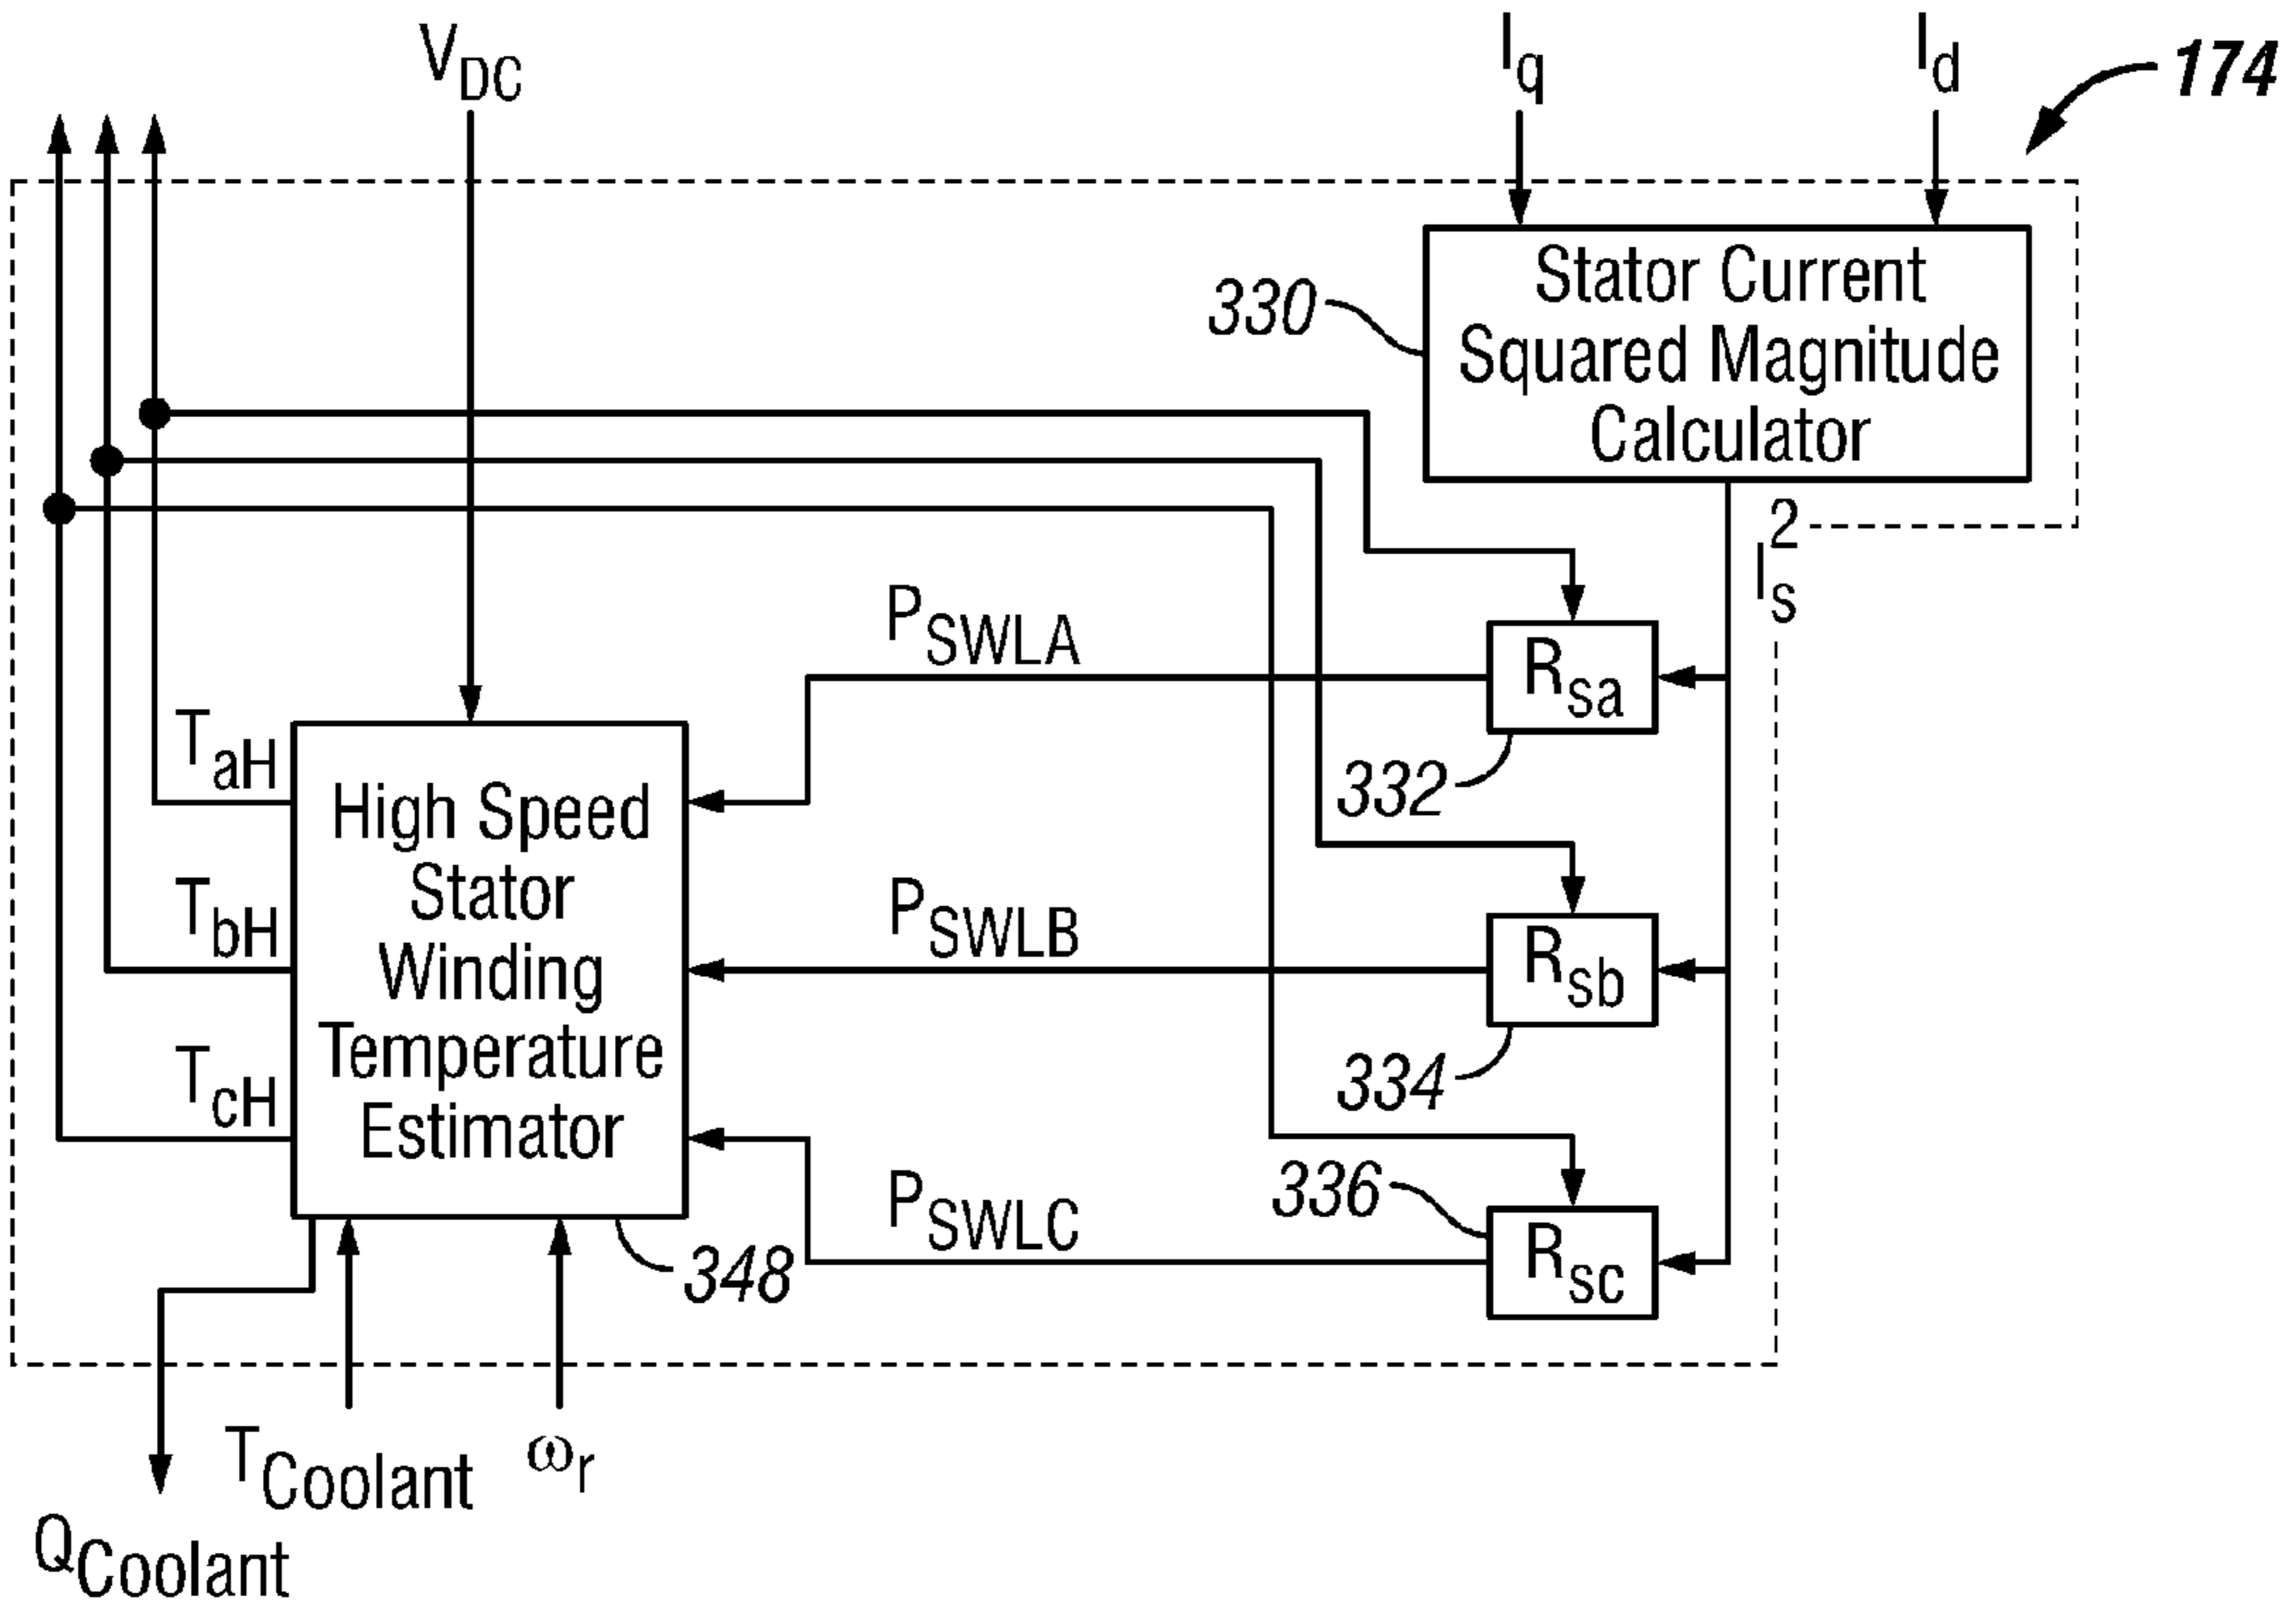 V_DC
I_q
I_d
174
330
Stator Current
Squared Magnitude
Calculator
I_s^2
P_SWLA
R_sa
332
T_aH
T_bH
T_cH
High Speed
Stator
Winding
Temperature
Estimator
P_SWLB
R_sb
334
P_SWLC
336
R_sc
348
T_Coolant
ω_r
Q_Coolant